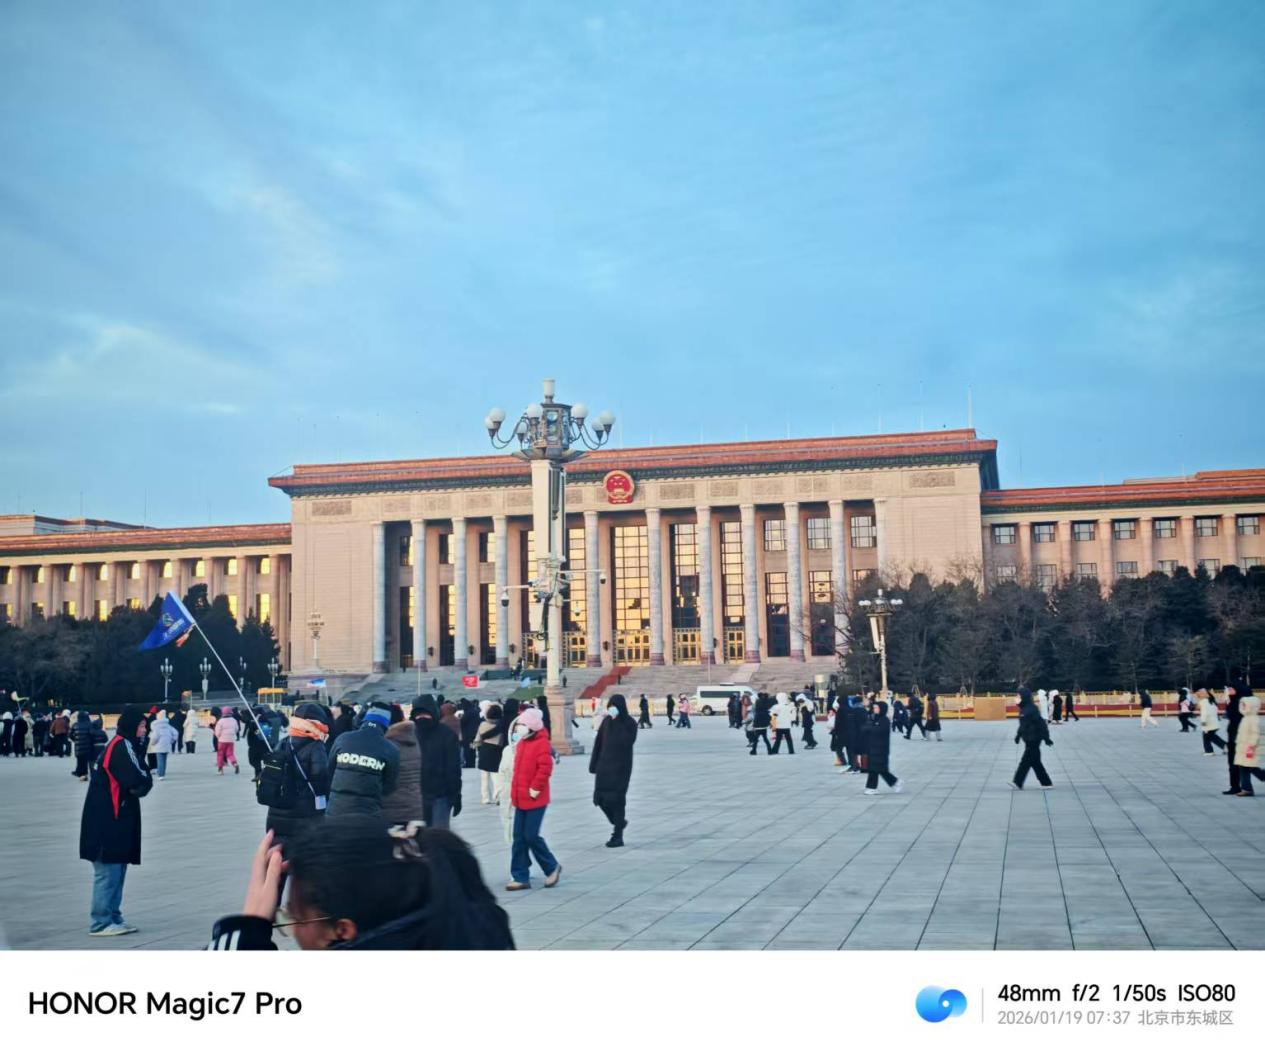 MODERN
HONOR Magic7 Pro
48mm f/2 1/50s ISO80
2026/01/19 07:37 北京市东城区